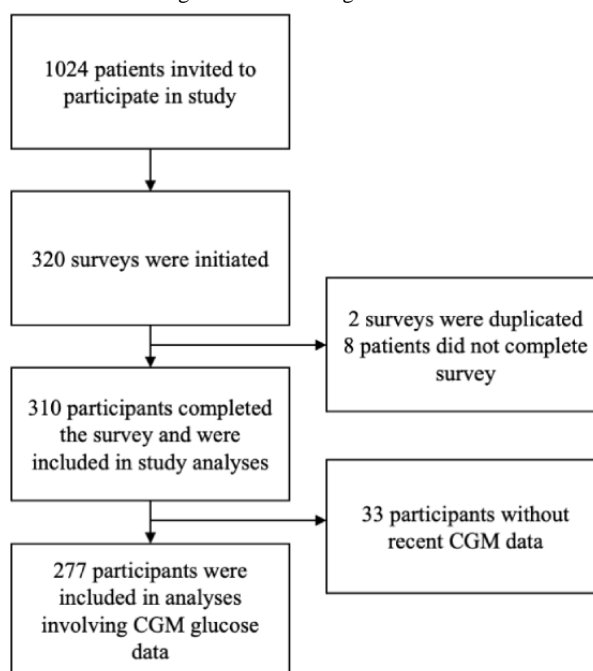 1024 patients invited to
participate in study
320 surveys were initiated
2 surveys were duplicated
8 patients did not complete
survey
310 participants completed
the survey and were
included in study analyses
33 participants without
recent CGM data
277 participants were
included in analyses
involving CGM glucose
data